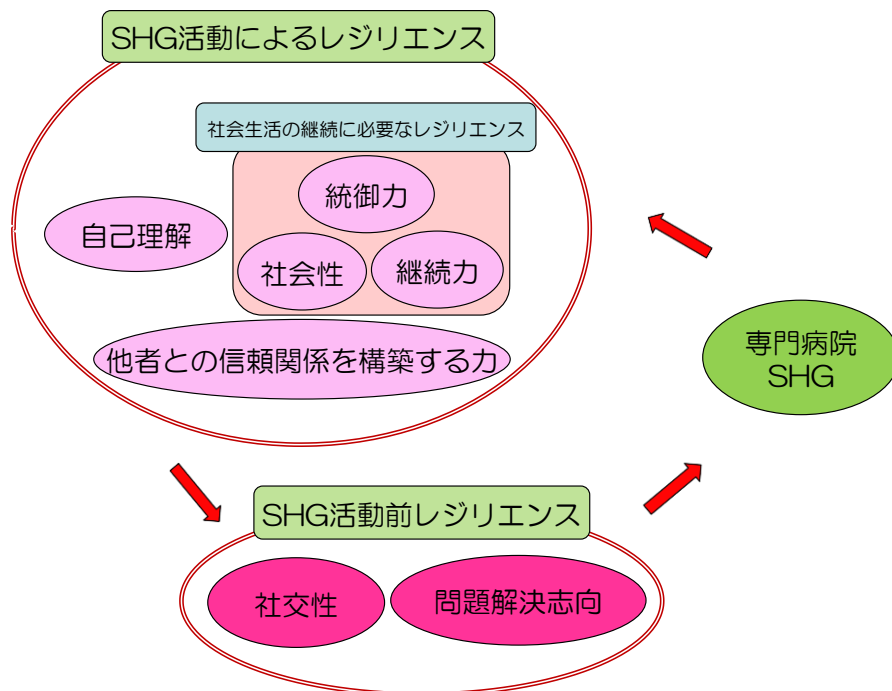 SHG活動によるレジリエンス
社会生活の継続に必要なレジリエンス
統御力
自己理解
社会性
継続力
他者との信頼関係を構築する力
専門病院
SHG
SHG活動前レジリエンス
社交性
問題解決志向